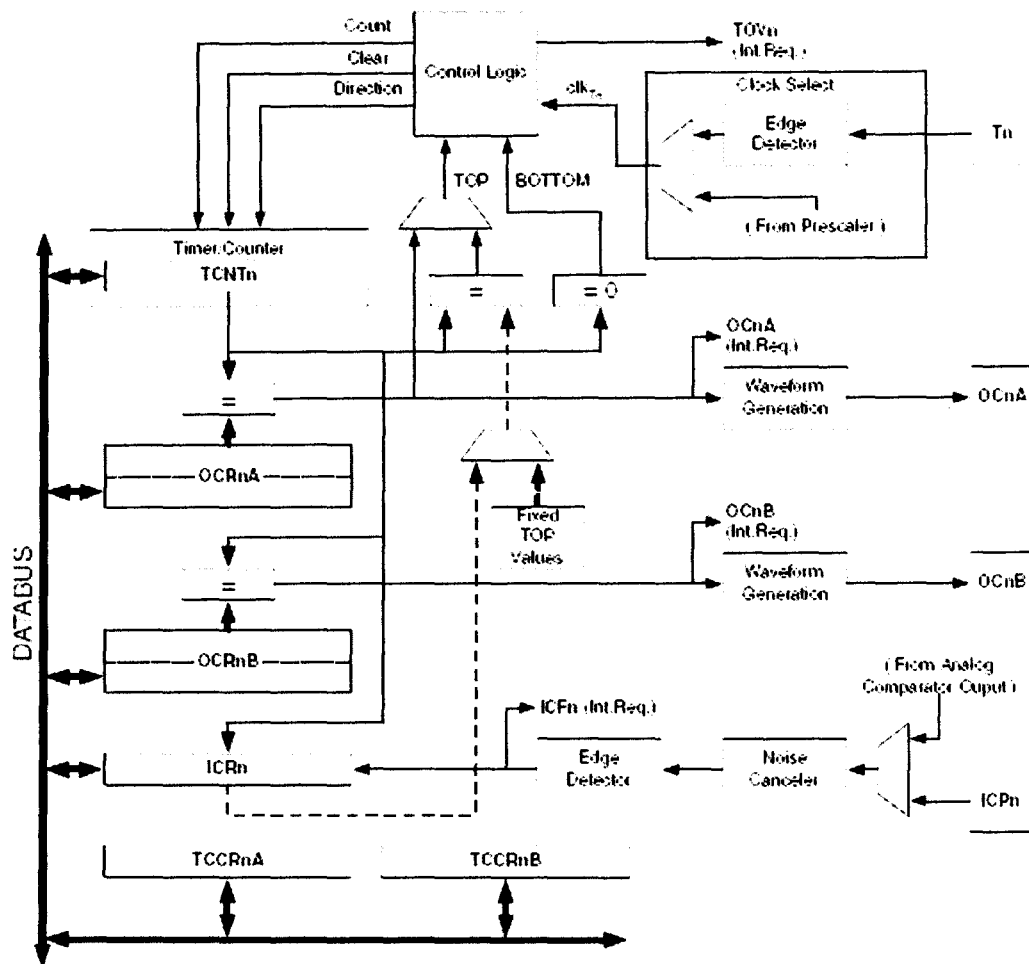 Count
TOVn
(Int.Req.)
Clear
Control Logic
Direction
clkTn
Clock Select
Edge
Detector
Tn
TOP
BOTTOM
( From Prescaler )
Timer/Counter
TCNTn
=
= 0
OCnA
(Int.Req.)
=
Waveform
Generation
OCnA
OCRnA
Fixed
TOP
Values
OCnB
(Int.Req.)
=
Waveform
Generation
OCnB
DATABUS
OCRnB
( From Analog
Comparator Ouput )
ICFn (Int.Req.)
ICRn
Edge
Detector
Noise
Canceler
ICPn
TCCRnA
TCCRnB